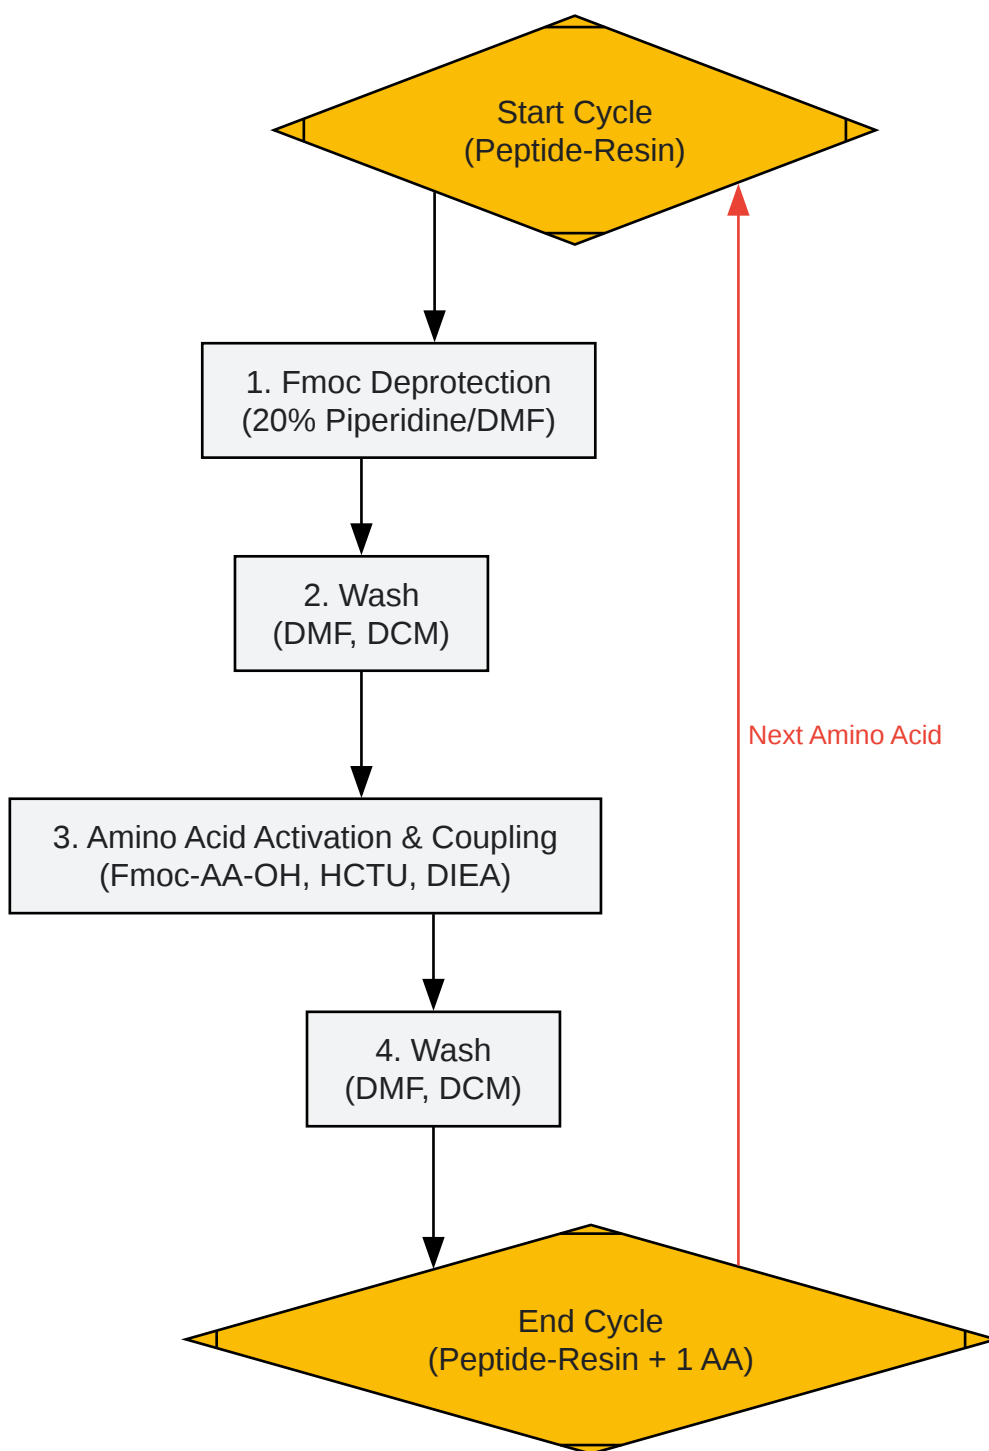 Start Cycle
(Peptide-Resin)
1. Fmoc Deprotection
(20% Piperidine/DMF)
2. Wash
(DMF, DCM)
Next Amino Acid
3. Amino Acid Activation & Coupling
(Fmoc-AA-OH, HCTU, DIEA)
4. Wash
(DMF, DCM)
End Cycle
(Peptide-Resin + 1 AA)